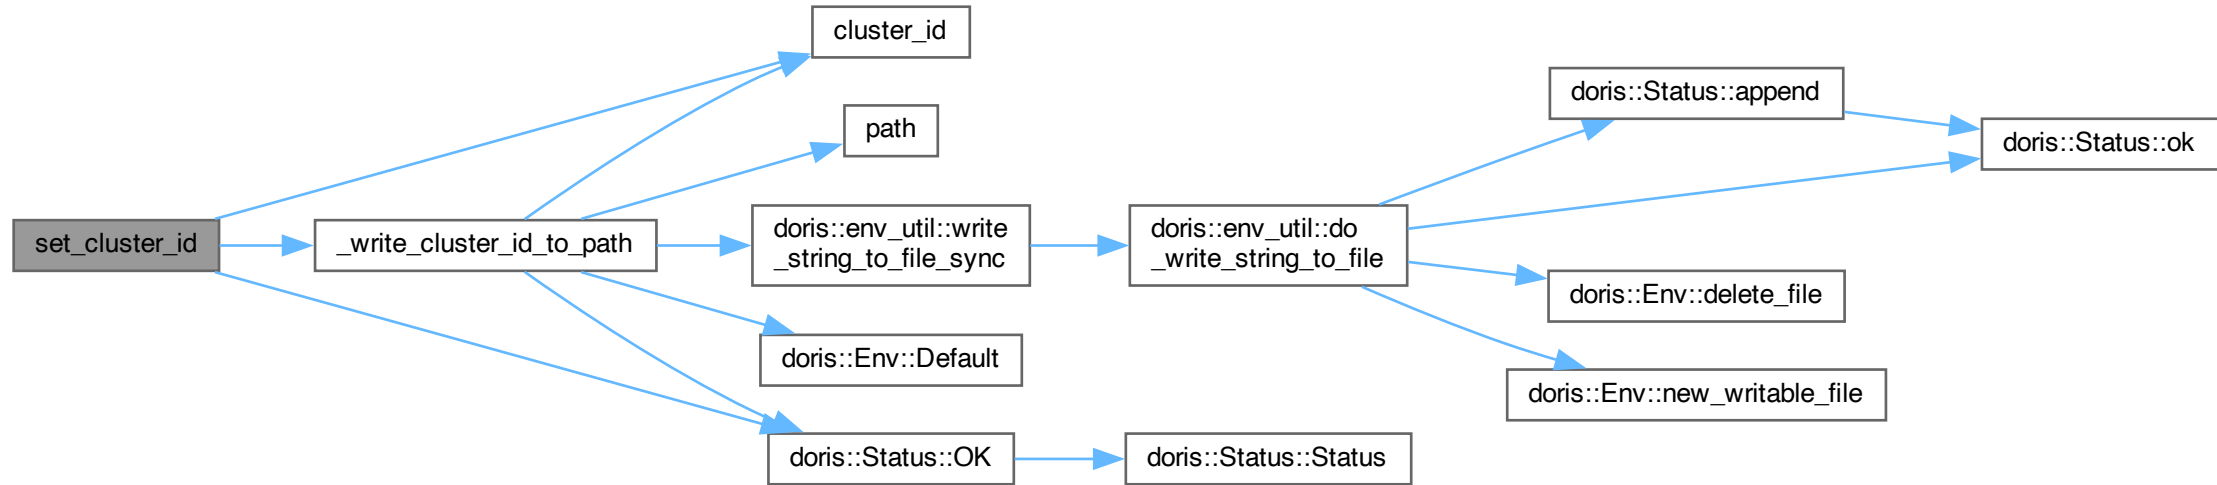 set_cluster_id
_write_cluster_id_to_path
cluster_id
path
doris::env_util::write
_string_to_file_sync
doris::Env::Default
doris::Status::OK
doris::env_util::do
_write_string_to_file
doris::Status::Status
doris::Status::append
doris::Status::ok
doris::Env::delete_file
doris::Env::new_writable_file